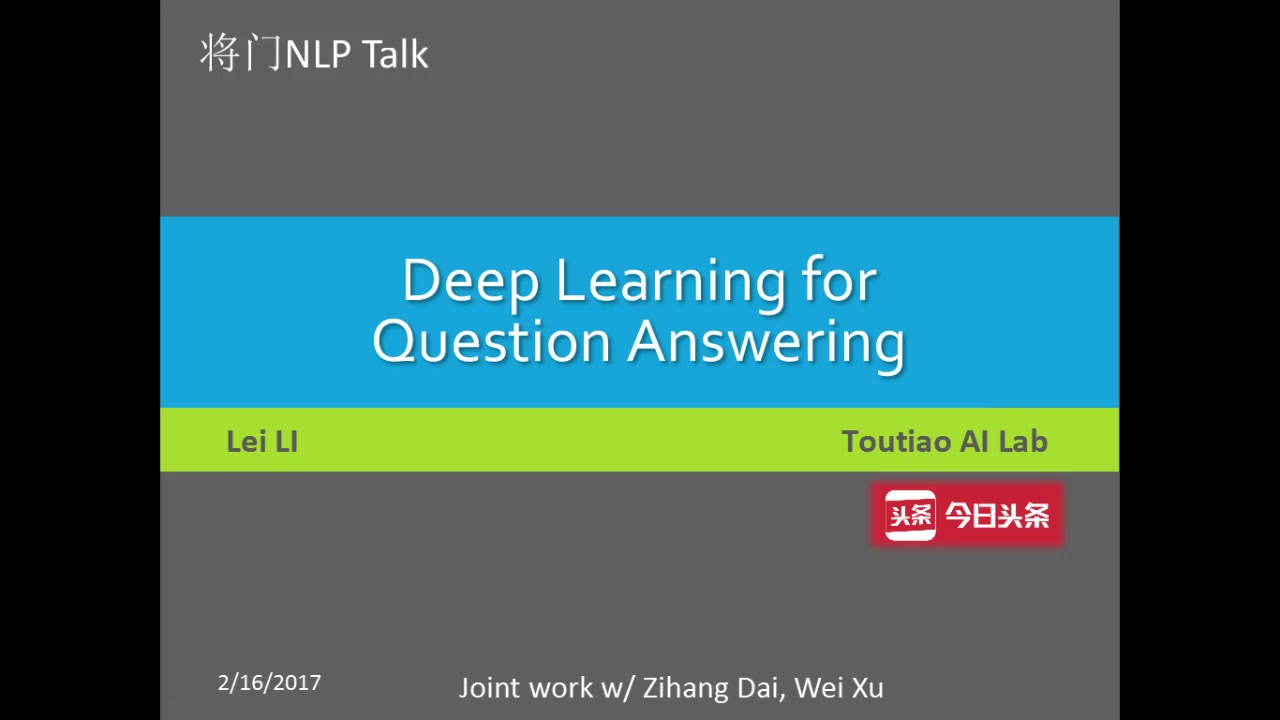 将门NLP Talk
Deep Learning for
Question Answering
Lei LI
Toutiao AI Lab
头条 今日头条
2/16/2017
Joint work w/ Zihang Dai, Wei Xu